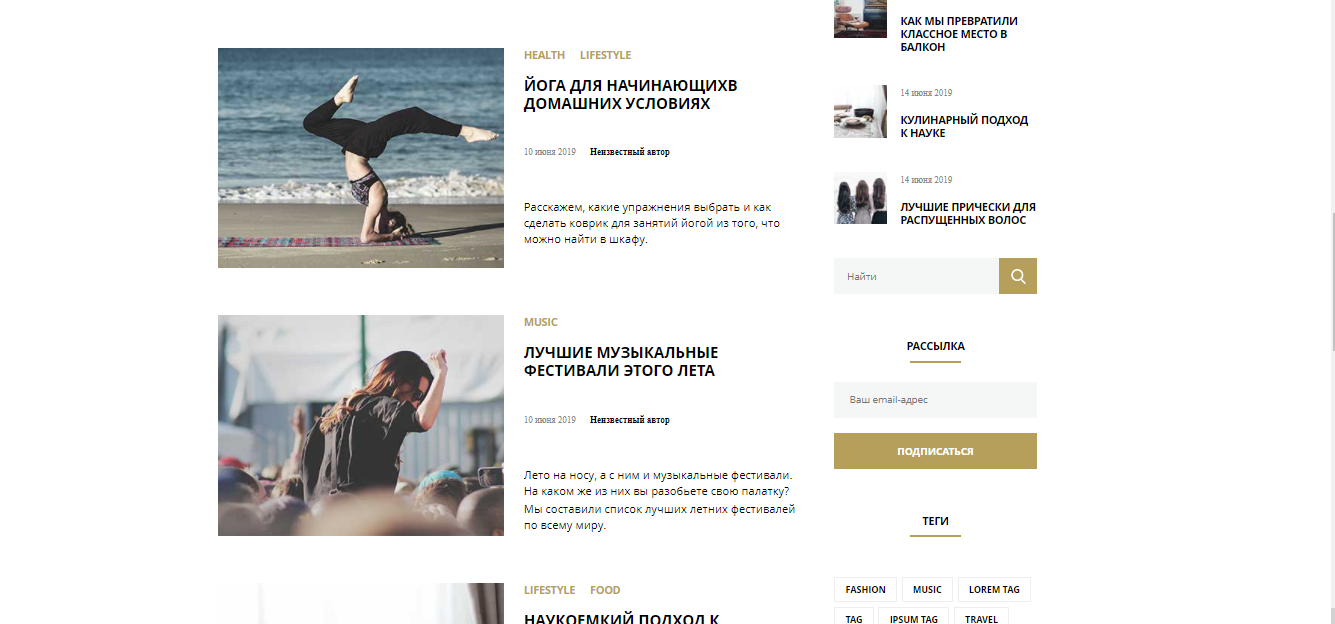 HEALTH LIFESTYLE
ЙОГА ДЛЯ НАЧИНАЮЩИХВ
ДОМАШНИХ УСЛОВИЯХ
10 июня 2019 Неизвестный автор
Расскажем, какие упражнения выбрать и как
сделать коврик для занятий йогой из того, что
можно найти в шкафу.
MUSIC
ЛУЧШИЕ МУЗЫКАЛЬНЫЕ
ФЕСТИВАЛИ ЭТОГО ЛЕТА
10 июня 2019 Неизвестный автор
Лето на носу, а с ним и музыкальные фестивали.
На каком же из них вы разобьете свою палатку?
Мы составили список лучших летних фестивалей
по всему миру.
LIFESTYLE FOOD
НАУКОЕМКИЙ ПОДХОД К
КАК МЫ ПРЕВРАТИЛИ
КЛАССНОЕ МЕСТО В
БАЛКОН
14 июня 2019
КУЛИНАРНЫЙ ПОДХОД
К НАУКЕ
14 июня 2019
ЛУЧШИЕ ПРИЧЕСКИ ДЛЯ
РАСПУЩЕННЫХ ВОЛОС
Найти
РАССЫЛКА
Ваш email-адрес
ПОДПИСАТЬСЯ
ТЕГИ
FASHION MUSIC LOREM TAG
TAG IPSUM TAG TRAVEL